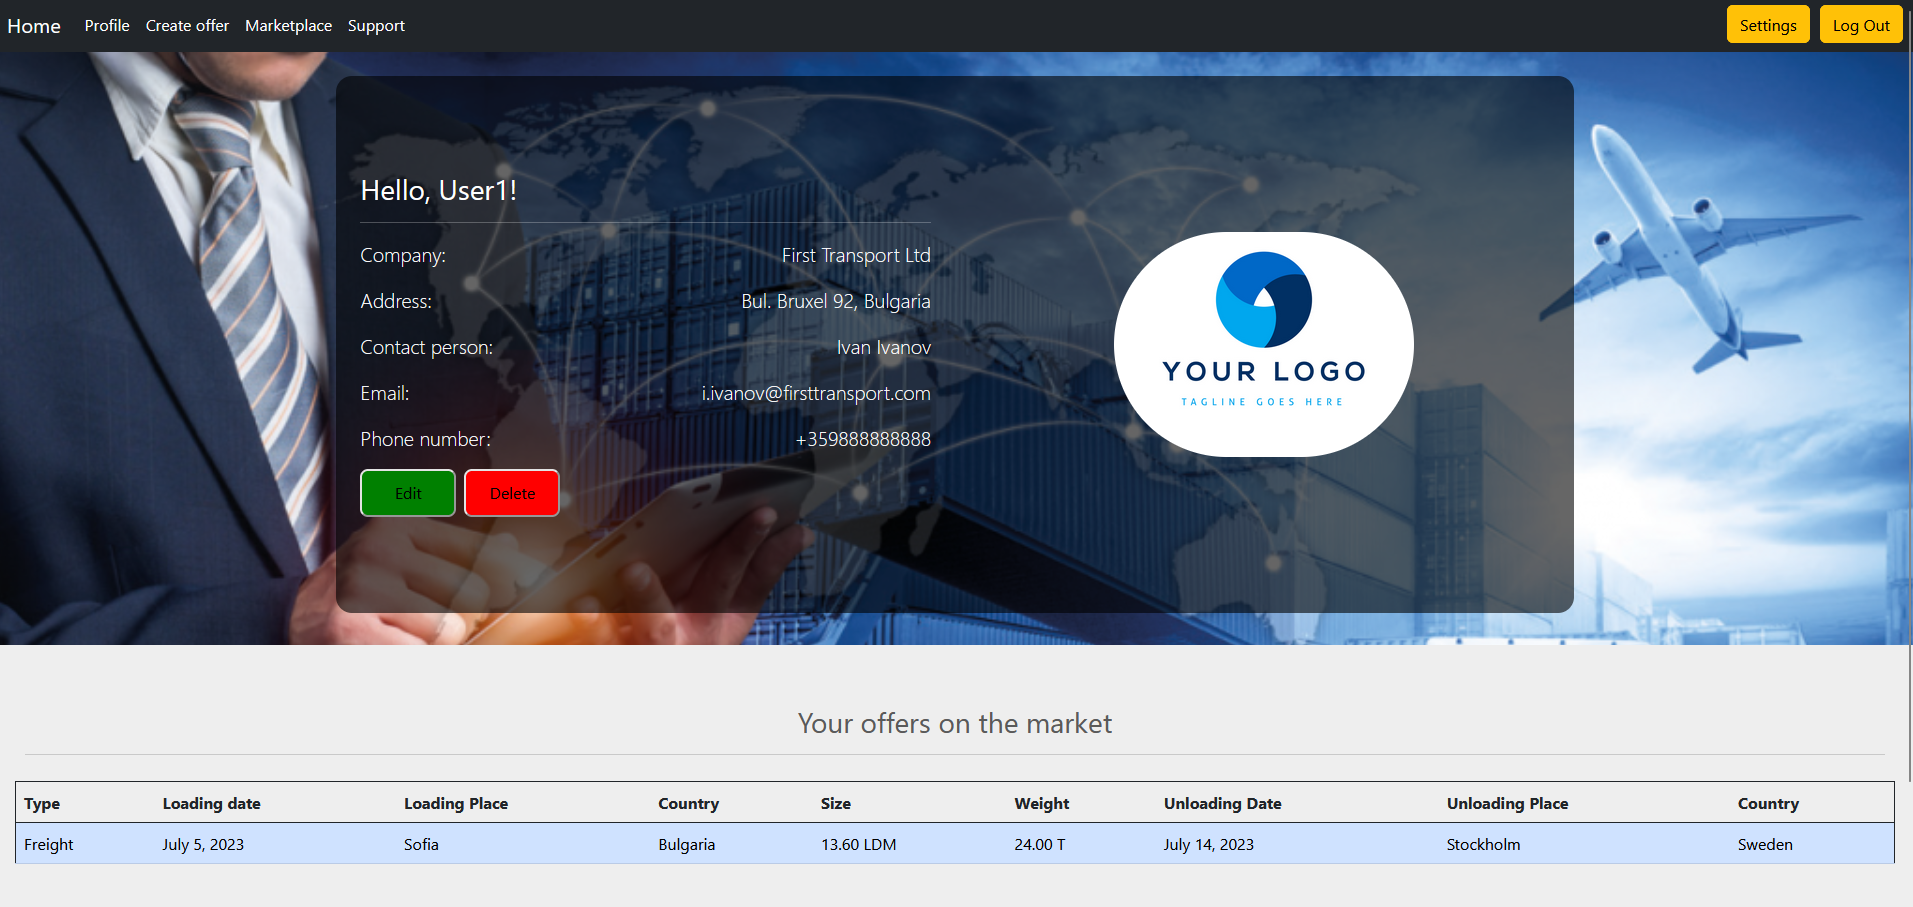 Home Profile Create offer Marketplace Support Settings Log Out
Hello, User1!
Company: First Transport Ltd
Address: Bul. Bruxel 92, Bulgaria
Contact person: Ivan Ivanov
Email: i.ivanov@firsttransport.com
Phone number: +359888888888
Edit Delete
YOUR LOGO
TAGLINE GOES HERE
Your offers on the market
Type Loading date Loading Place Country Size Weight Unloading Date Unloading Place Country
Freight July 5, 2023 Sofia Bulgaria 13.60 LDM 24.00 T July 14, 2023 Stockholm Sweden